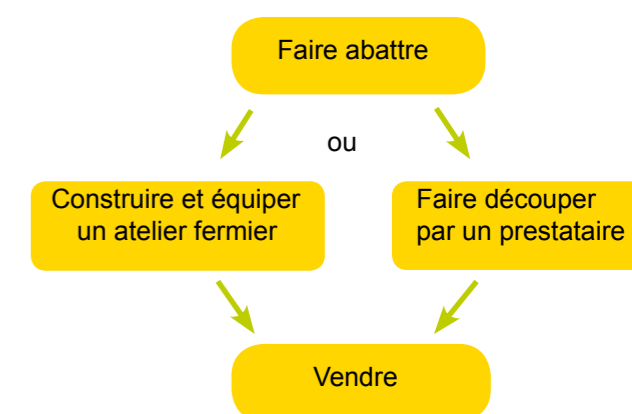 Faire abattre
ou
Construire et équiper
un atelier fermier
Faire découper
par un prestataire
Vendre